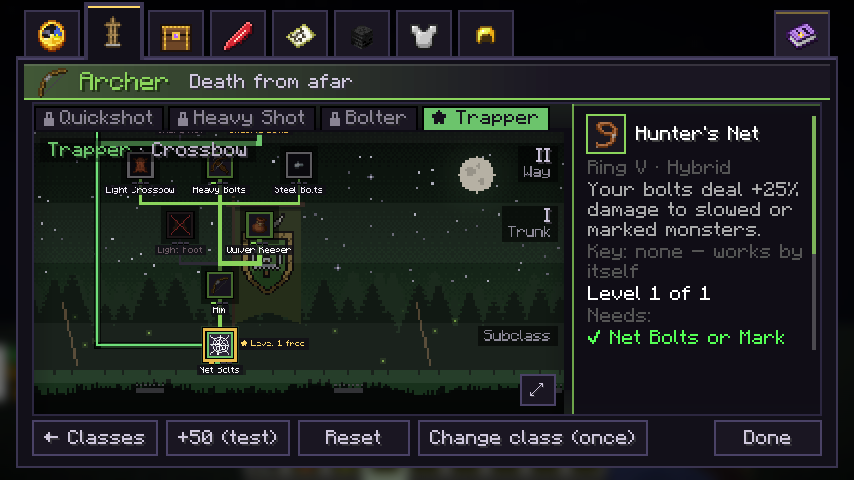 Archer Death from afar
Quickshot Heavy Shot Bolter Trapper
Trapper · Crossbow
Light Crossbow Heavy Bolts Steel Bolts
II
Way
I
Trunk
Light Foot Quiver Keeper
Subclass
Level 1 free
Net Bolts
Hunter's Net
Ring V · Hybrid
Your bolts deal +25%
damage to slowed or
marked monsters.
Key: none — works by
itself
Level 1 of 1
Needs:
✓ Net Bolts or Mark
← Classes +50 (test) Reset Change class (once) Done